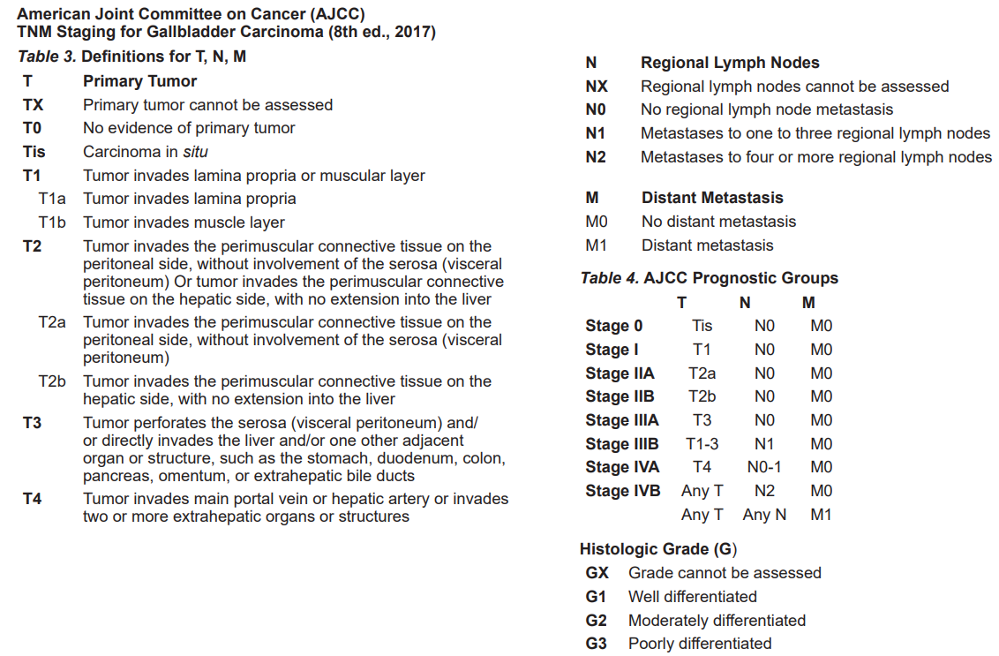 American Joint Committee on Cancer (AJCC)
TNM Staging for Gallbladder Carcinoma (8th ed., 2017)
Table 3. Definitions for T, N, M
T Primary Tumor
TX Primary tumor cannot be assessed
T0 No evidence of primary tumor
Tis Carcinoma in situ
T1 Tumor invades lamina propria or muscular layer
T1a Tumor invades lamina propria
T1b Tumor invades muscle layer
T2 Tumor invades the perimuscular connective tissue on the
peritoneal side, without involvement of the serosa (visceral
peritoneum) Or tumor invades the perimuscular connective
tissue on the hepatic side, with no extension into the liver
T2a Tumor invades the perimuscular connective tissue on the
peritoneal side, without involvement of the serosa (visceral
peritoneum)
T2b Tumor invades the perimuscular connective tissue on the
hepatic side, with no extension into the liver
T3 Tumor perforates the serosa (visceral peritoneum) and/
or directly invades the liver and/or one other adjacent
organ or structure, such as the stomach, duodenum, colon,
pancreas, omentum, or extrahepatic bile ducts
T4 Tumor invades main portal vein or hepatic artery or invades
two or more extrahepatic organs or structures
N Regional Lymph Nodes
NX Regional lymph nodes cannot be assessed
N0 No regional lymph node metastasis
N1 Metastases to one to three regional lymph nodes
N2 Metastases to four or more regional lymph nodes
M Distant Metastasis
M0 No distant metastasis
M1 Distant metastasis
Table 4. AJCC Prognostic Groups
T N M
Stage 0 Tis N0 M0
Stage I T1 N0 M0
Stage IIA T2a N0 M0
Stage IIB T2b N0 M0
Stage IIIA T3 N0 M0
Stage IIIB T1-3 N1 M0
Stage IVA T4 N0-1 M0
Stage IVB Any T N2 M0
Any T Any N M1
Histologic Grade (G)
GX Grade cannot be assessed
G1 Well differentiated
G2 Moderately differentiated
G3 Poorly differentiated